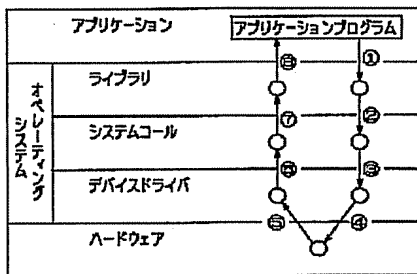 アプリケーション
アプリケーションプログラム
⑧ ①
オペレーティングシステム
ライブラリ
⑦ ②
システムコール
⑥ ③
デバイスドライバ
⑤ ④
ハードウェア